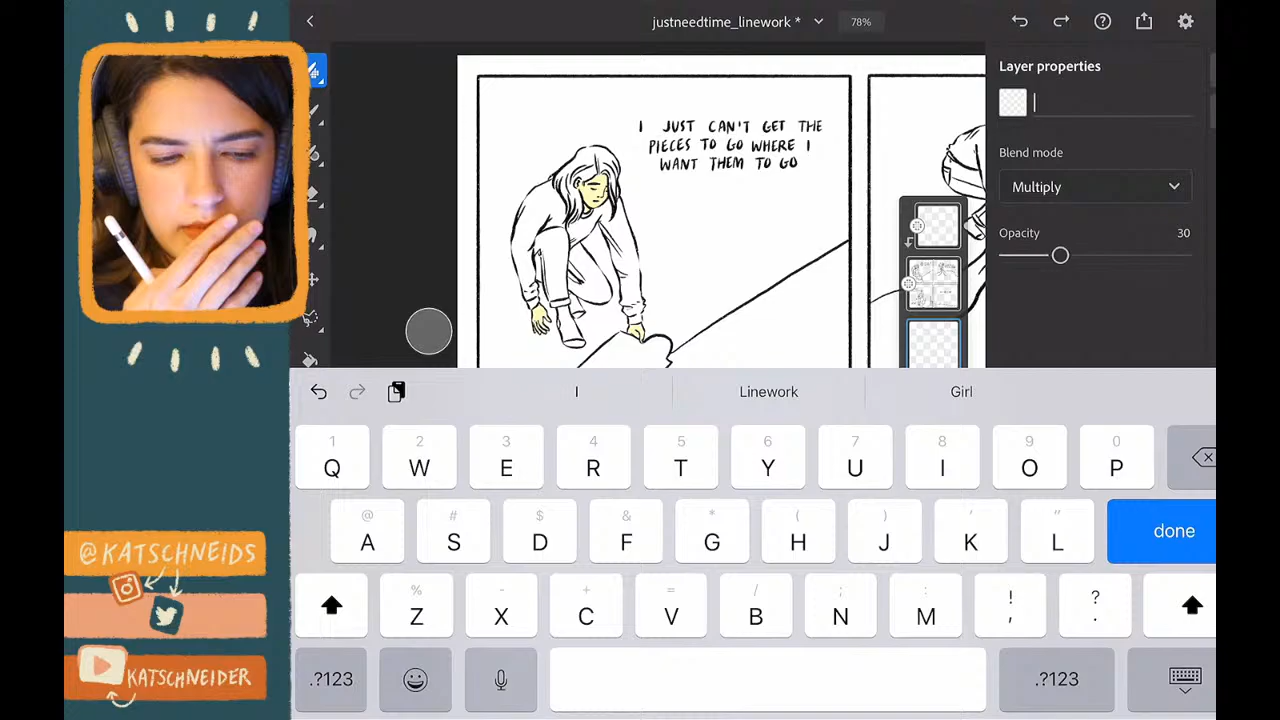 justneedtime_linework *
78%
Layer properties
Blend mode
Multiply
Opacity
30
I JUST CAN'T GET THE
PIECES TO GO WHERE I
WANT THEM TO GO
@KATSCHNEIDS
KATSCHNEIDER
I
Linework
Girl
1 2 3 4 5 6 7 8 9 0
Q W E R T Y U I O P
@ # $ & * ( ) ' "
A S D F G H J K L
done
% - + = / ; : ! ?
Z X C V B N M , .
.?123
.?123